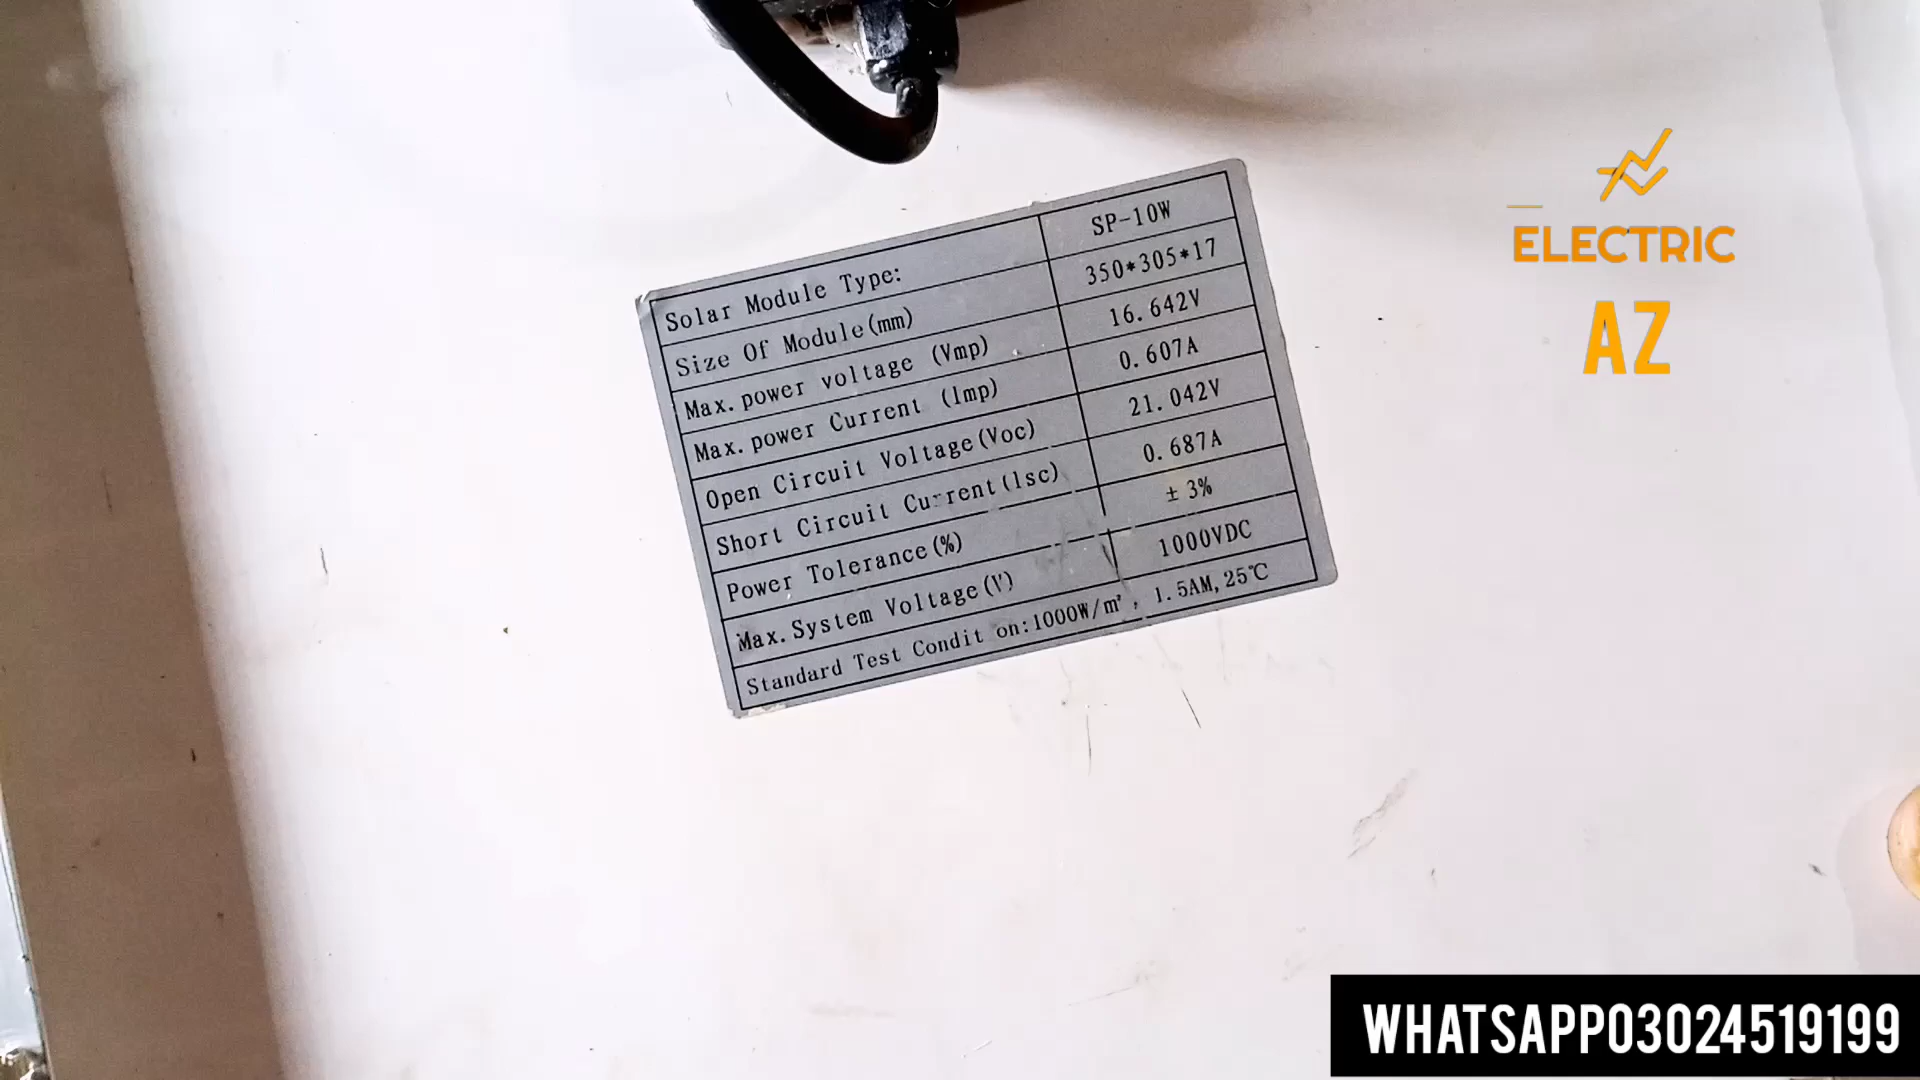 Solar Module Type: SP-10W
Size Of Module(mm) 350*305*17
Max. power voltage (Vmp) 16.642V
Max. power Current (Imp) 0.607A
Open Circuit Voltage(Voc) 21.042V
Short Circuit Current(Isc) 0.687A
Power Tolerance(%) ± 3%
Max. System Voltage(V) 1000VDC
Standard Test Condit on:1000W/m², 1.5AM, 25℃
ELECTRIC
AZ
WHATSAPP03024519199